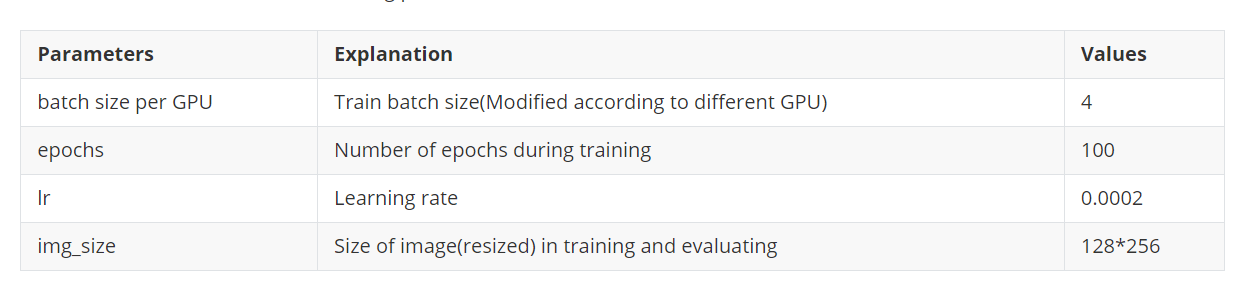 Parameters Explanation Values
batch size per GPU Train batch size(Modified according to different GPU) 4
epochs Number of epochs during training 100
lr Learning rate 0.0002
img_size Size of image(resized) in training and evaluating 128*256